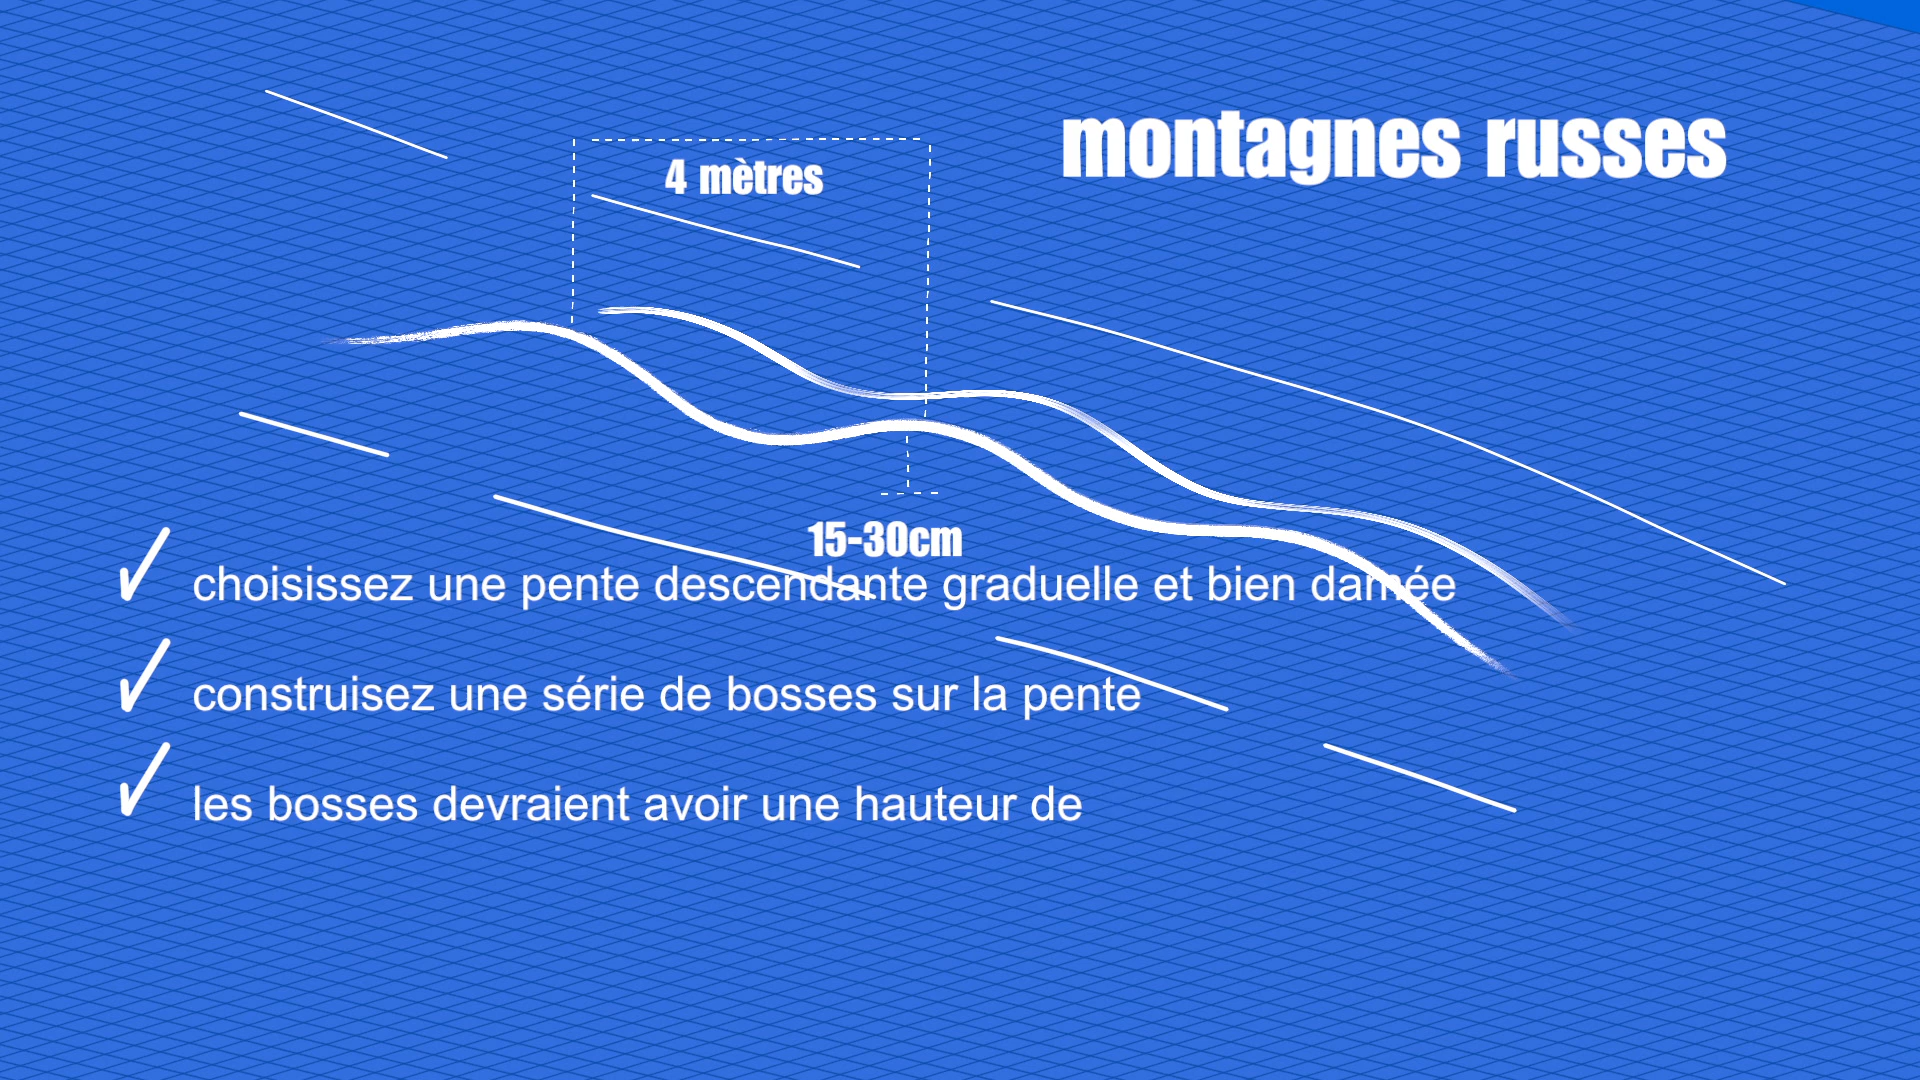 montagnes russes
4 mètres
15-30cm
choisissez une pente descendante graduelle et bien damée
construisez une série de bosses sur la pente
les bosses devraient avoir une hauteur de